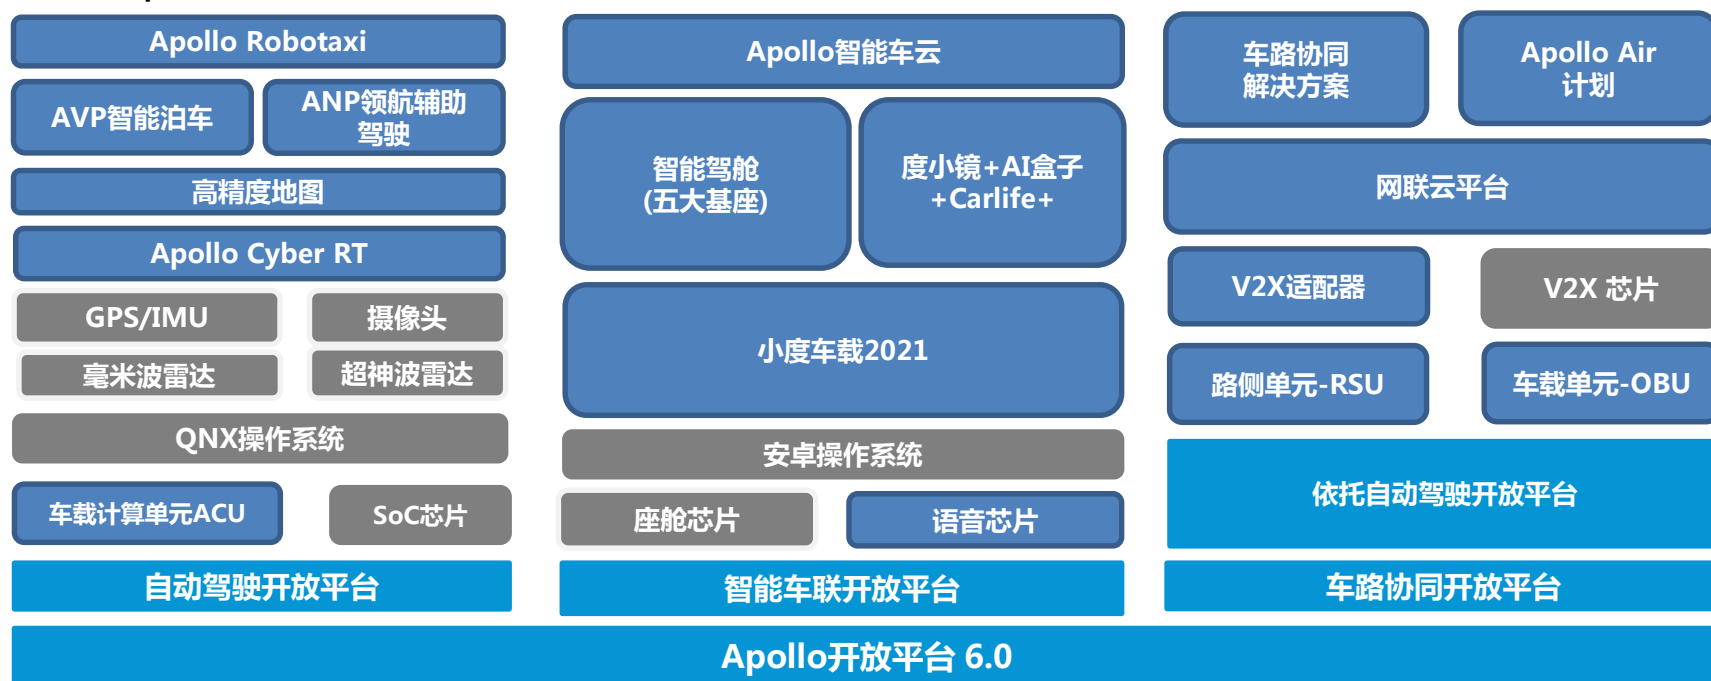 Apollo Robotaxi
AVP智能泊车
ANP领航辅助
驾驶
高精度地图
Apollo Cyber RT
GPS/IMU
摄像头
毫米波雷达
超神波雷达
QNX操作系统
车载计算单元ACU
SoC芯片
自动驾驶开放平台
Apollo智能车云
智能驾舱
(五大基座)
度小镜+AI盒子
+Carlife+
小度车载2021
安卓操作系统
座舱芯片
语音芯片
智能车联开放平台
车路协同
解决方案
Apollo Air
计划
网联云平台
V2X适配器
V2X 芯片
路侧单元-RSU
车载单元-OBU
依托自动驾驶开放平台
车路协同开放平台
Apollo开放平台 6.0